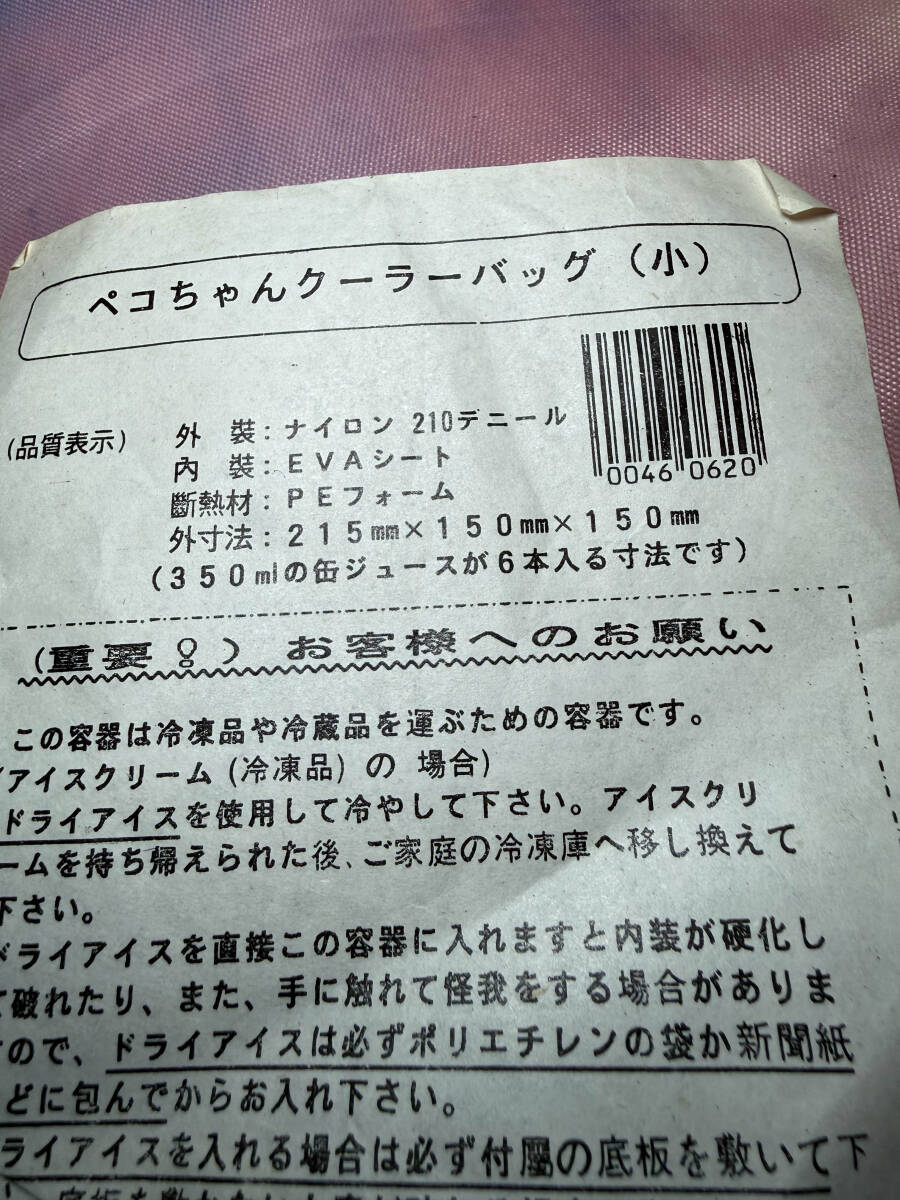 ペコちゃんクーラーバッグ（小）
(品質表示)
外　裝：ナイロン 210デニール
內　裝：ＥＶＡシート
斷熱材：ＰＥフォーム
外寸法：２１５㎜×１５０㎜×１５０㎜
（３５０mlの缶ジュースが６本入る寸法です）
0046 0620
（重要！）お客様へのお願い
この容器は冷凍品や冷蔵品を運ぶための容器です。
アイスクリーム（冷凍品）の 場合）
ドライアイスを使用して冷やして下さい。アイスクリ
ームを持ち帰えられた後、ご家庭の冷凍庫へ移し換えて
下さい。
ドライアイスを直接この容器に入れますと内装が硬化し
て破れたり、また、手に触れて怪我をする場合がありま
すので、ドライアイスは必ずポリエチレンの袋か新聞紙
どに包んでからお入れ下さい。
ライアイスを入れる場合は必ず付屬の底板を敷いて下